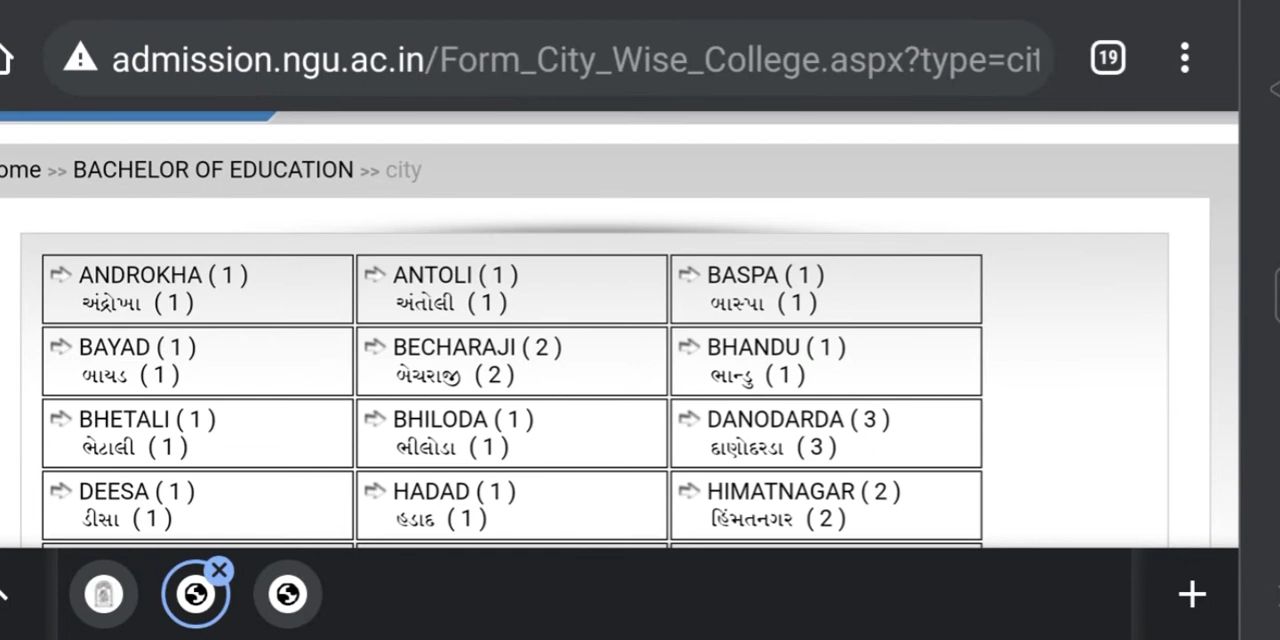 admission.ngu.ac.in/Form_City_Wise_College.aspx?type=cit
19
ome >> BACHELOR OF EDUCATION >> city
ANDROKHA ( 1 ) ANTOLI ( 1 ) BASPA ( 1 )
અંદ્રોખા ( 1 ) અંતોલી ( 1 ) બાસ્પા ( 1 )
BAYAD ( 1 ) BECHARAJI ( 2 ) BHANDU ( 1 )
બાયડ ( 1 ) બેચરાજી ( 2 ) ભાન્ડુ ( 1 )
BHETALI ( 1 ) BHILODA ( 1 ) DANODARDA ( 3 )
ભેટાલી ( 1 ) ભીલોડા ( 1 ) દાણોદરડા ( 3 )
DEESA ( 1 ) HADAD ( 1 ) HIMATNAGAR ( 2 )
ડીસા ( 1 ) હડાદ ( 1 ) હિંમતનગર ( 2 )